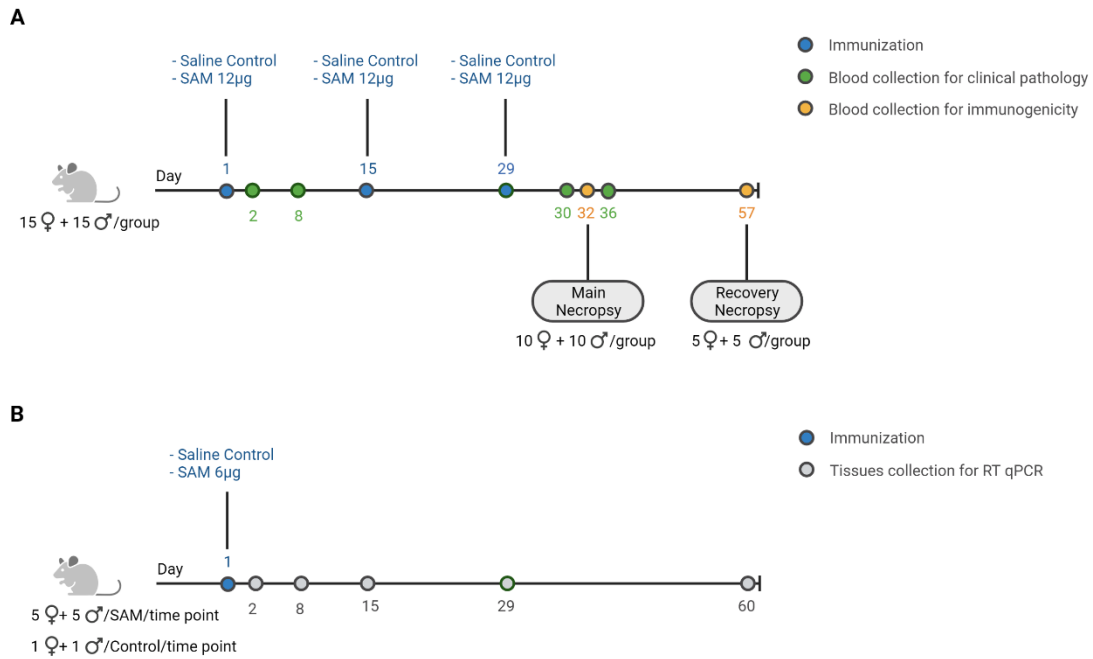 A
- Saline Control
- SAM 12µg
- Saline Control
- SAM 12µg
- Saline Control
- SAM 12µg
Immunization
Blood collection for clinical pathology
Blood collection for immunogenicity
Day
1
15
29
2
8
30
32
36
57
15 ♀ + 15 ♂/group
Main
Necropsy
Recovery
Necropsy
10 ♀ + 10 ♂/group
5 ♀+ 5 ♂/group
B
- Saline Control
- SAM 6µg
Immunization
Tissues collection for RT qPCR
Day
1
2
8
15
29
60
5 ♀+ 5 ♂/SAM/time point
1 ♀+ 1 ♂/Control/time point